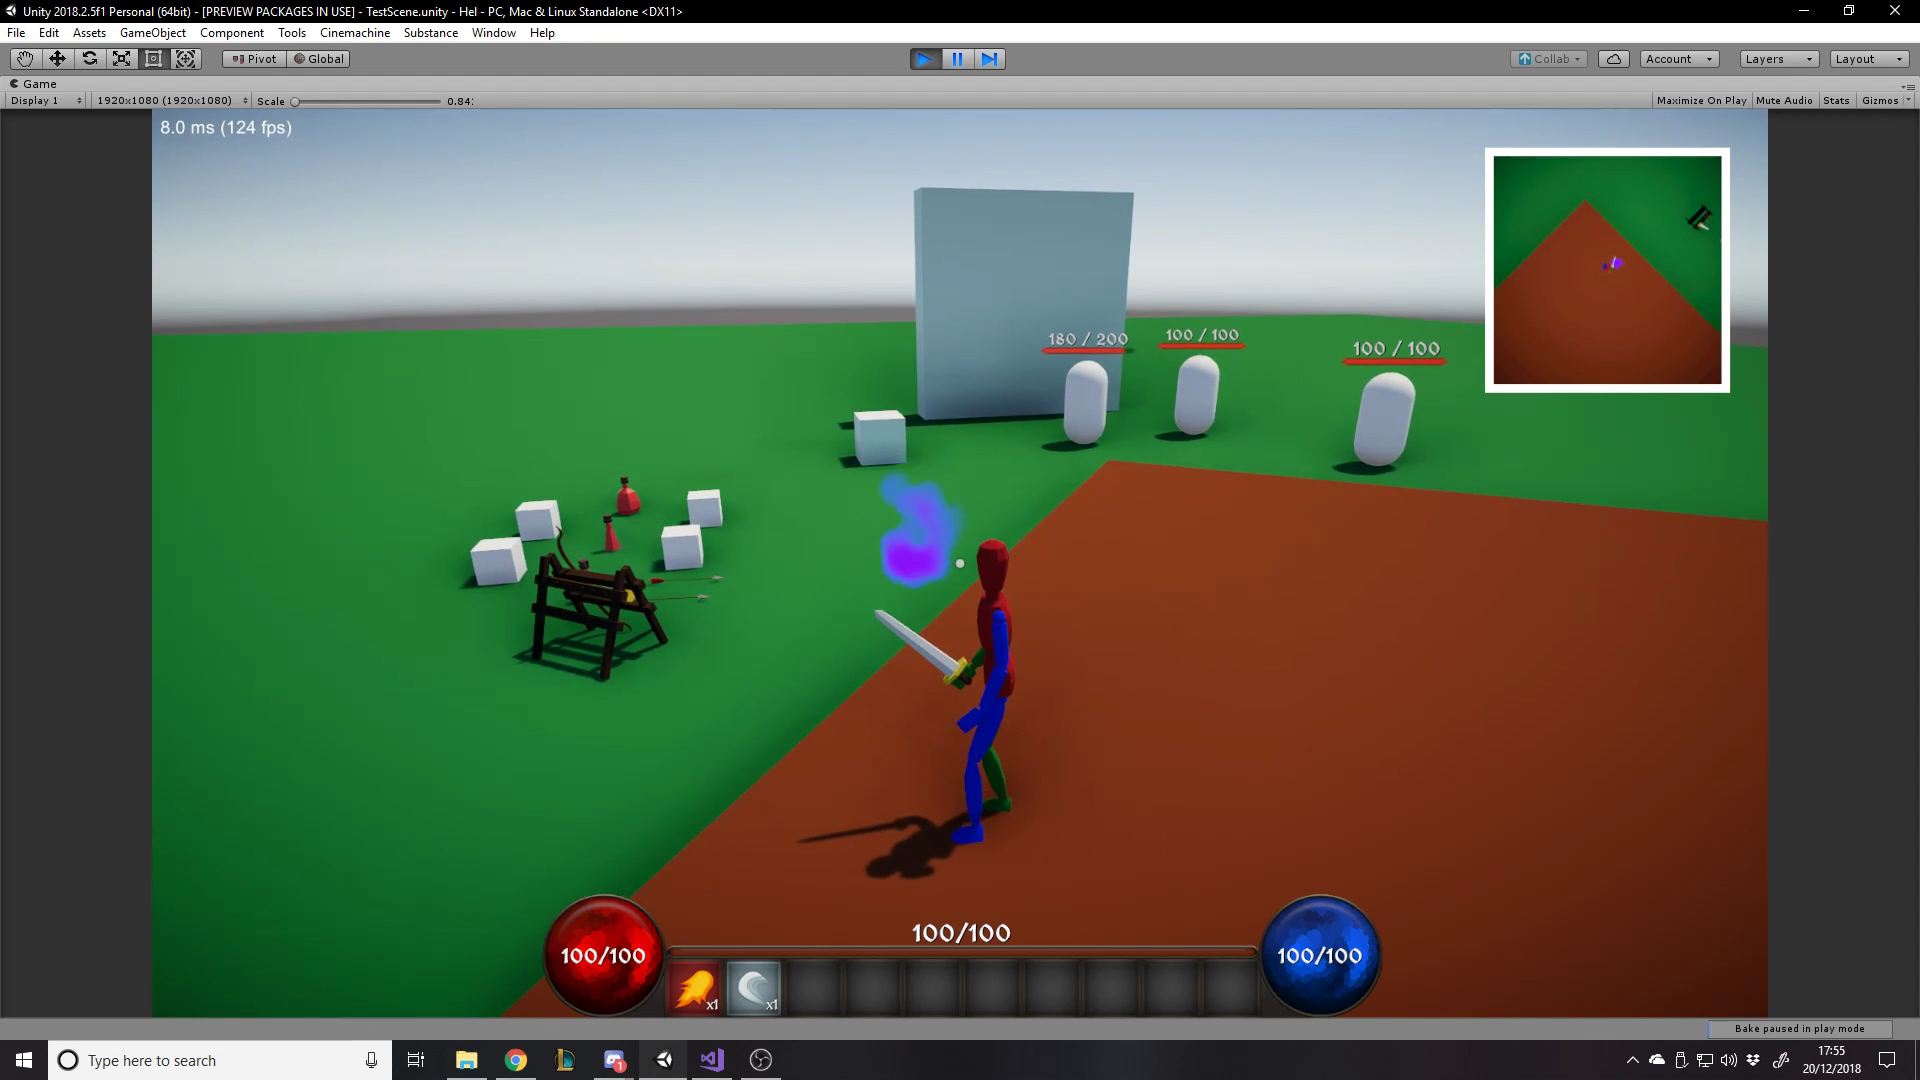 Unity 2018.2.5f1 Personal (64bit) - [PREVIEW PACKAGES IN USE] - TestScene.unity - Hel - PC, Mac & Linux Standalone <DX11>
File Edit Assets GameObject Component Tools Cinemachine Substance Window Help
Pivot Global Collab Account Layers Layout
Game
Display 1 1920x1080 (1920x1080) Scale 0.84: Maximize On Play Mute Audio Stats Gizmos
8.0 ms (124 fps)
180 / 200
100 / 100
100 / 100
100/100
100/100
100/100
x1
x1
Bake paused in play mode
Type here to search
1
17:55
20/12/2018